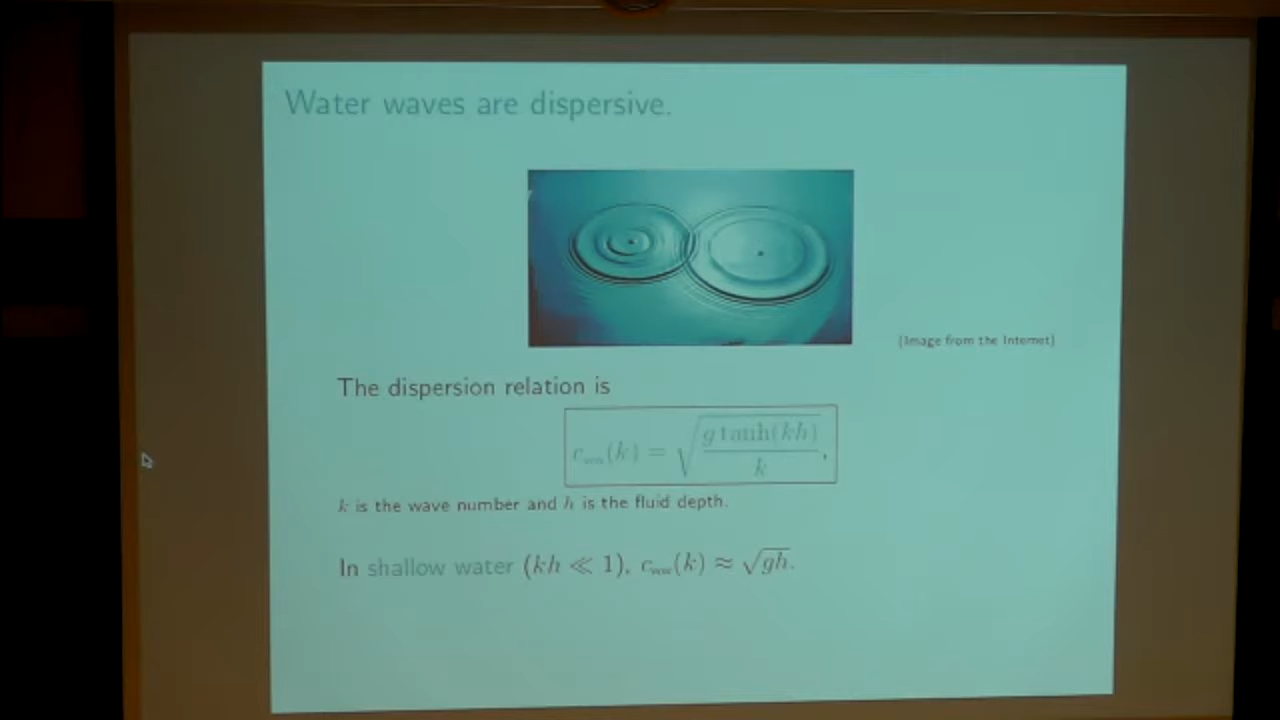 Water waves are dispersive.
(Image from the Internet)
The dispersion relation is
c_ww(k) = √(g tanh(kh) / k),
k is the wave number and h is the fluid depth.
In shallow water (kh ≪ 1), c_ww(k) ≈ √gh.